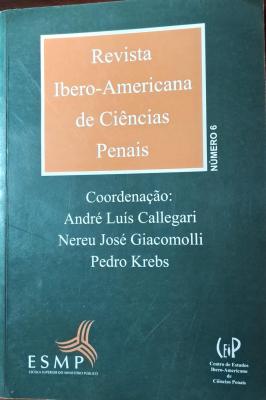 Revista
Ibero-Americana
de Ciências
Penais
NÚMERO 6
Coordenação:
André Luís Callegari
Nereu José Giacomolli
Pedro Krebs
ESMP
ESCOLA SUPERIOR DO MINISTÉRIO PÚBLICO
CEIP
Centro de Estudos
Ibero-Americano
de
Ciências Penais